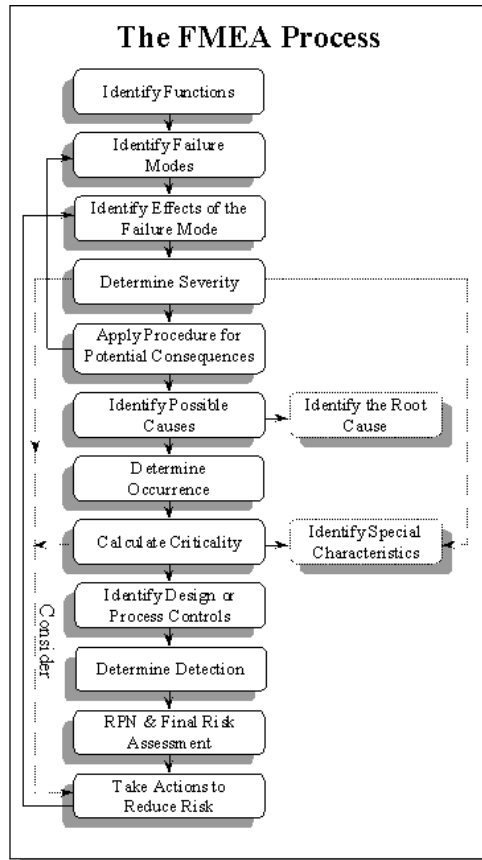 The FMEA Process
Identify Functions
Identify Failure
Modes
Identify Effects of the
Failure Mode
Determine Severity
Apply Procedure for
Potential Consequences
Identify Possible
Causes
Identify the Root
Cause
Determine
Occurrence
Calculate Criticality
Identify Special
Characteristics
Identify Design or
Process Controls
Consider
Determine Detection
RPN & Final Risk
Assessment
Take Actions to
Reduce Risk